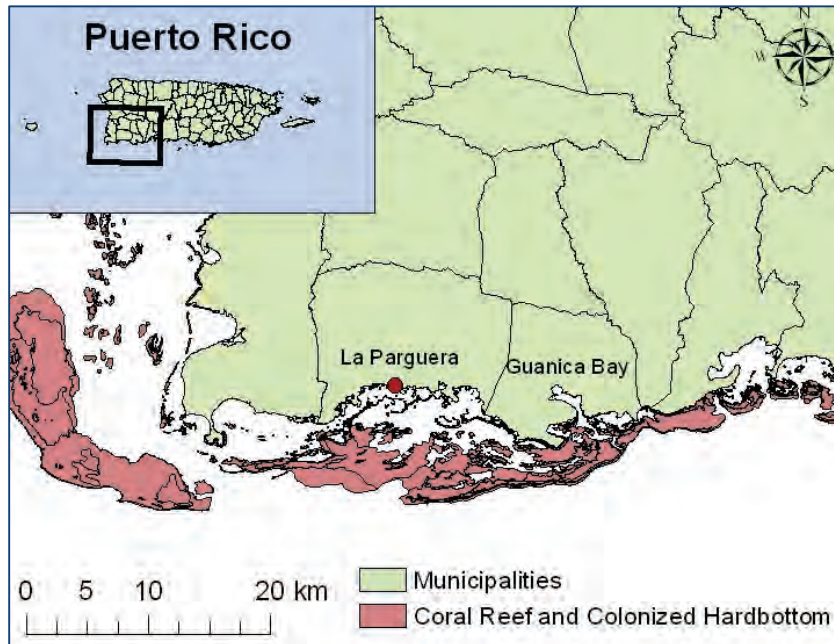 Puerto Rico
N
W
E
S
La Parguera
Guanica Bay
0 5 10 20 km
Municipalities
Coral Reef and Colonized Hardbottom